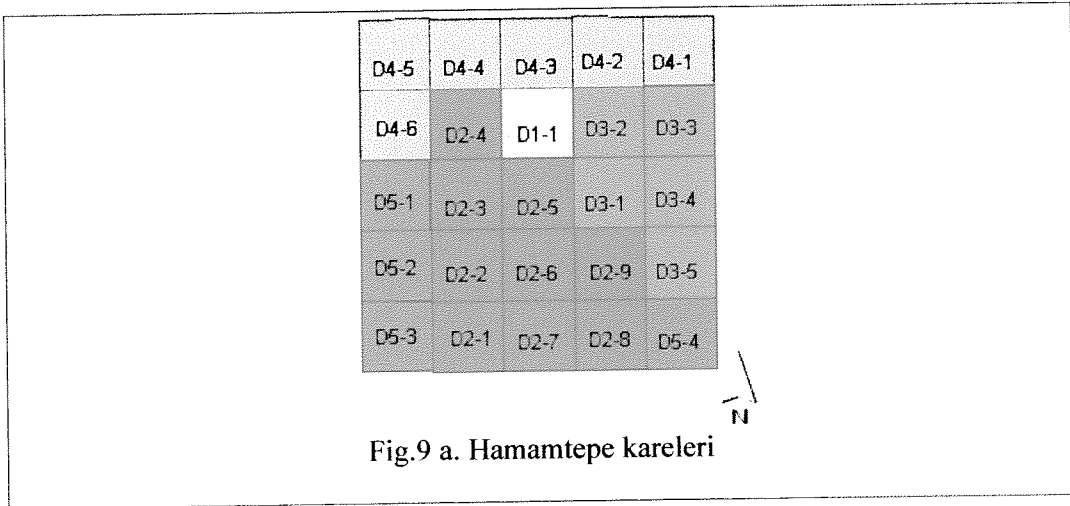 D4-5 D4-4 D4-3 D4-2 D4-1
D4-6 D2-4 D1-1 D3-2 D3-3
D5-1 D2-3 D2-5 D3-1 D3-4
D5-2 D2-2 D2-6 D2-9 D3-5
D5-3 D2-1 D2-7 D2-8 D5-4
N
Fig.9 a. Hamamtepe kareleri